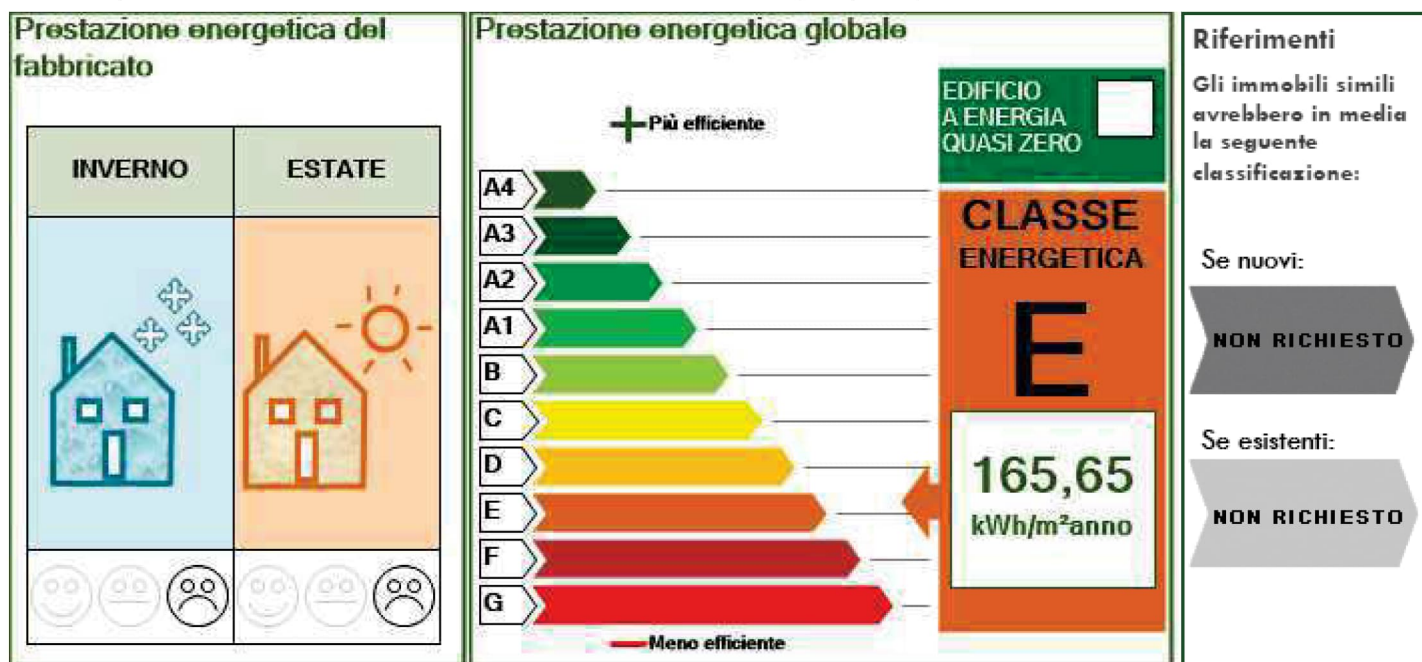 Prestazione energetica del
fabbricato
INVERNO
ESTATE
Prestazione energetica globale
Più efficiente
A4
A3
A2
A1
B
C
D
E
F
G
Meno efficiente
EDIFICIO
A ENERGIA
QUASI ZERO
CLASSE
ENERGETICA
E
165,65
kWh/m²anno
Riferimenti
Gli immobili simili
avrebbero in media
la seguente
classificazione:
Se nuovi:
NON RICHIESTO
Se esistenti:
NON RICHIESTO